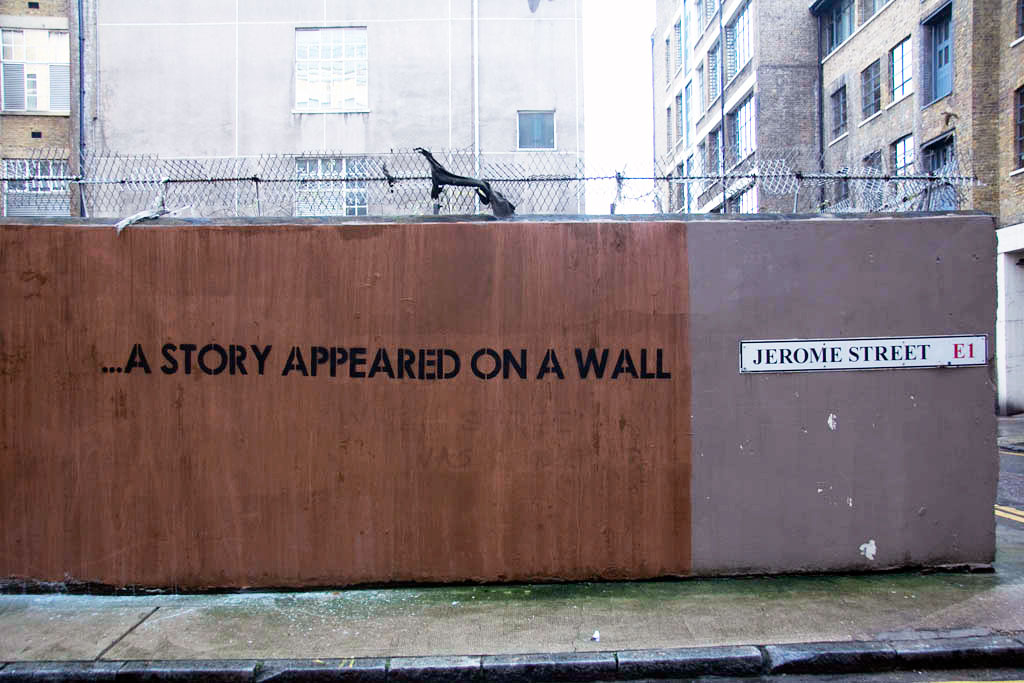 ...A STORY APPEARED ON A WALL
JEROME STREET E1